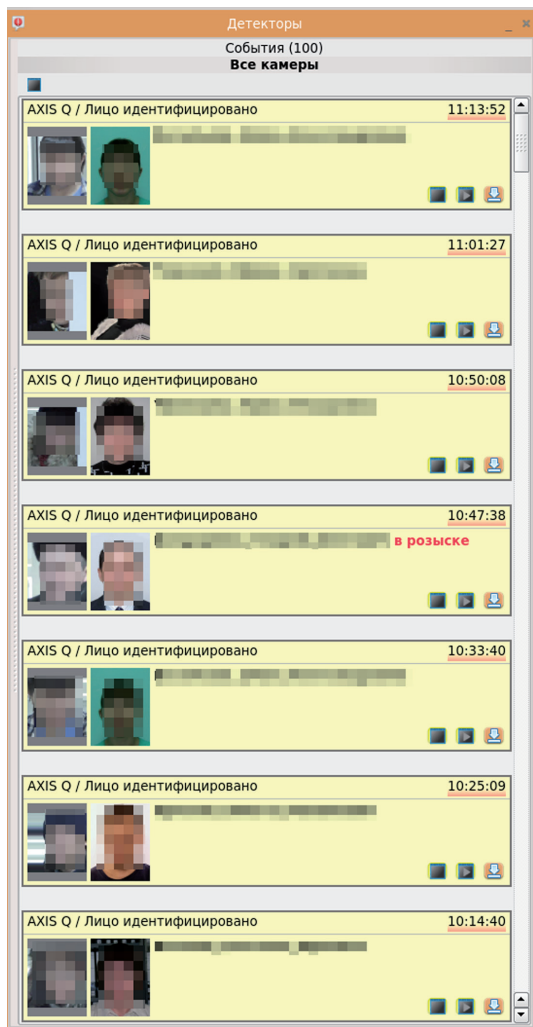 Детекторы
События (100)
Все камеры
AXIS Q / Лицо идентифицировано 11:13:52
AXIS Q / Лицо идентифицировано 11:01:27
AXIS Q / Лицо идентифицировано 10:50:08
AXIS Q / Лицо идентифицировано 10:47:38
в розыске
AXIS Q / Лицо идентифицировано 10:33:40
AXIS Q / Лицо идентифицировано 10:25:09
AXIS Q / Лицо идентифицировано 10:14:40